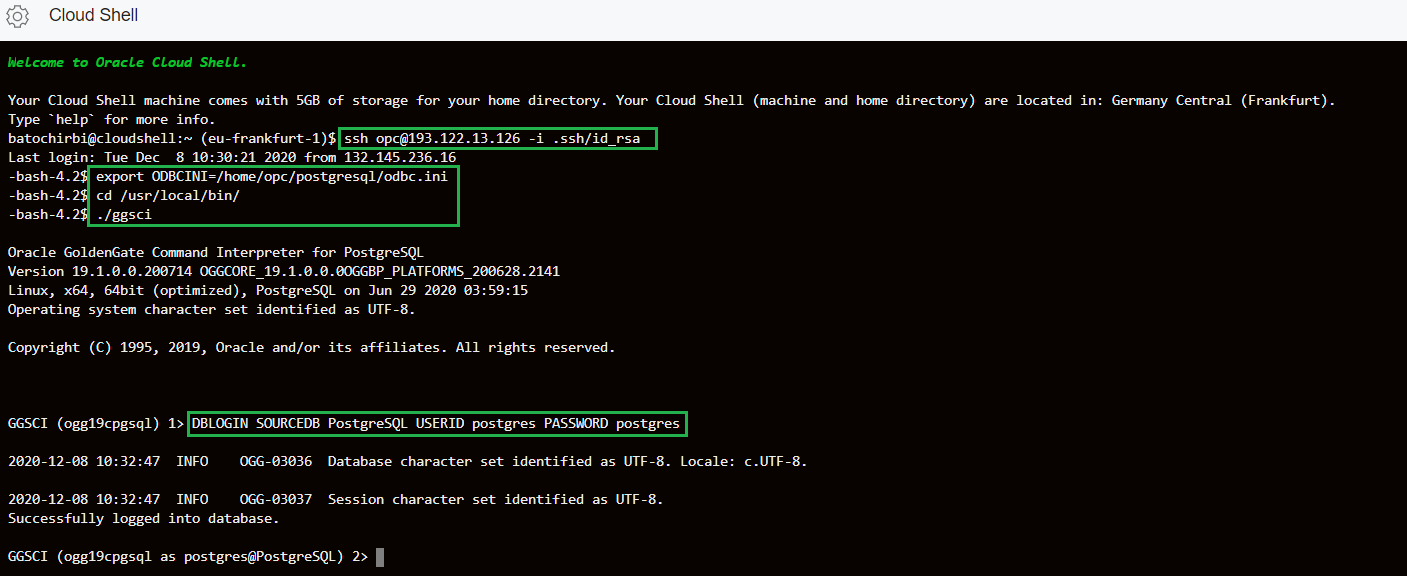 Cloud Shell
Welcome to Oracle Cloud Shell.
Your Cloud Shell machine comes with 5GB of storage for your home directory. Your Cloud Shell (machine and home directory) are located in: Germany Central (Frankfurt).
Type `help` for more info.
batochirbi@cloudshell:~ (eu-frankfurt-1)$ ssh opc@193.122.13.126 -i .ssh/id_rsa
Last login: Tue Dec  8 10:30:21 2020 from 132.145.236.16
-bash-4.2$ export ODBCINI=/home/opc/postgresql/odbc.ini
-bash-4.2$ cd /usr/local/bin/
-bash-4.2$ ./ggsci
Oracle GoldenGate Command Interpreter for PostgreSQL
Version 19.1.0.0.200714 OGGCORE_19.1.0.0.0OGGBP_PLATFORMS_200628.2141
Linux, x64, 64bit (optimized), PostgreSQL on Jun 29 2020 03:59:15
Operating system character set identified as UTF-8.
Copyright (C) 1995, 2019, Oracle and/or its affiliates. All rights reserved.
GGSCI (ogg19cpgsql) 1> DBLOGIN SOURCEDB PostgreSQL USERID postgres PASSWORD postgres
2020-12-08 10:32:47  INFO    OGG-03036  Database character set identified as UTF-8. Locale: c.UTF-8.
2020-12-08 10:32:47  INFO    OGG-03037  Session character set identified as UTF-8.
Successfully logged into database.
GGSCI (ogg19cpgsql as postgres@PostgreSQL) 2>